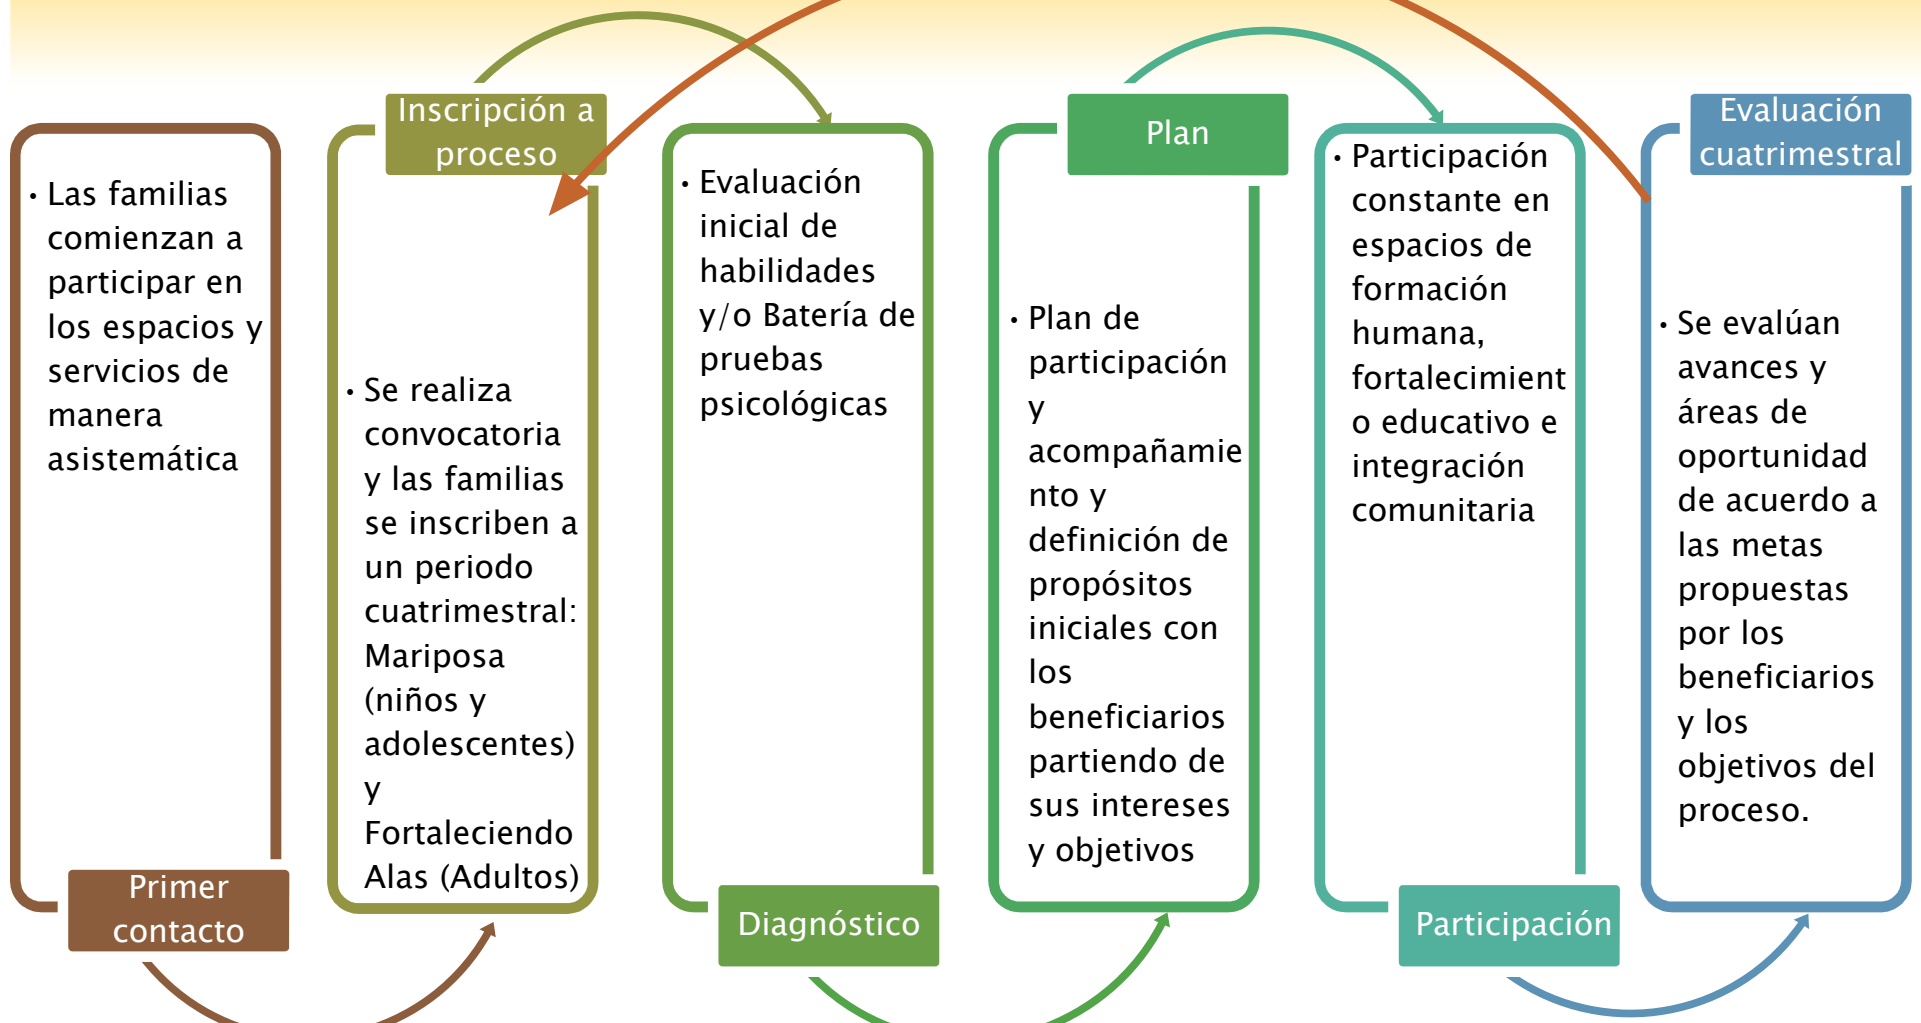 • Las familias
comienzan a
participar en
los espacios y
servicios de
manera
asistemática
Primer
contacto
Inscripción a
proceso
• Se realiza
convocatoria
y las familias
se inscriben a
un periodo
cuatrimestral:
Mariposa
(niños y
adolescentes)
y
Fortaleciendo
Alas (Adultos)
• Evaluación
inicial de
habilidades
y/o Batería de
pruebas
psicológicas
Diagnóstico
Plan
• Plan de
participación
y
acompañamie
nto y
definición de
propósitos
iniciales con
los
beneficiarios
partiendo de
sus intereses
y objetivos
• Participación
constante en
espacios de
formación
humana,
fortalecimient
o educativo e
integración
comunitaria
Participación
Evaluación
cuatrimestral
• Se evalúan
avances y
áreas de
oportunidad
de acuerdo a
las metas
propuestas
por los
beneficiarios
y los
objetivos del
proceso.